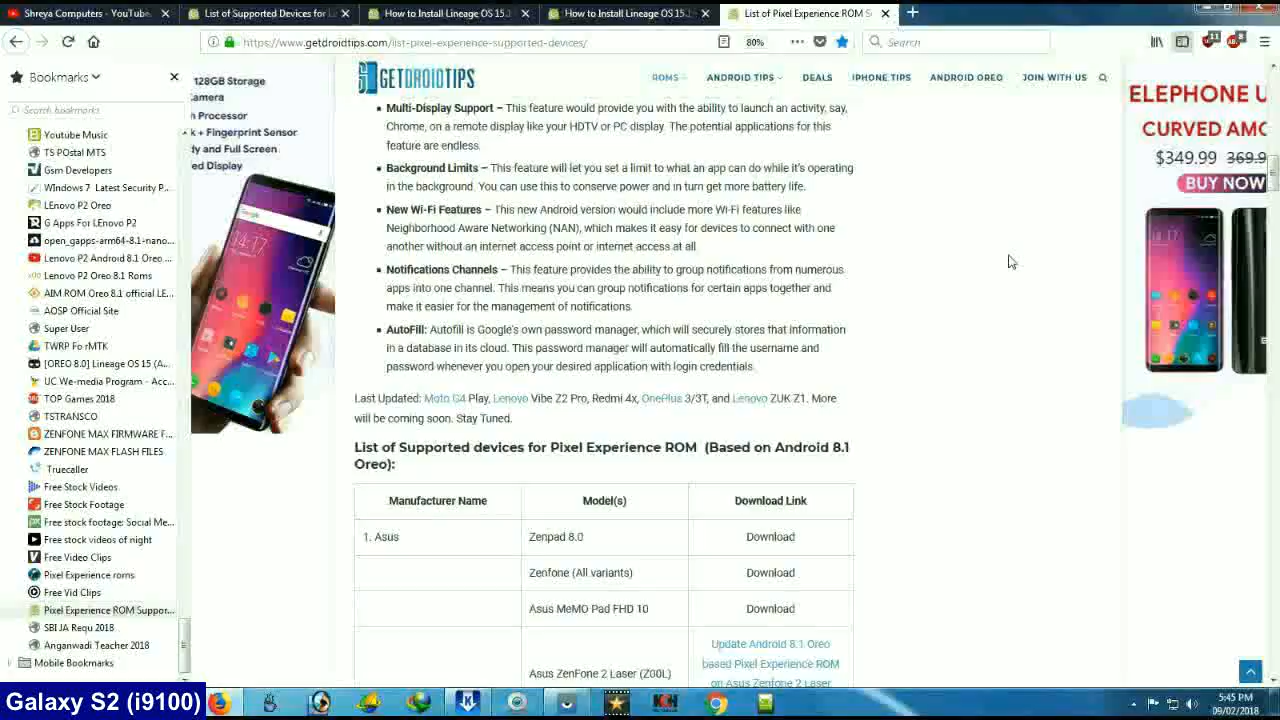 Shreya Computers - YouTube
List of Supported Devices for L
How to Install Lineage OS 15.1
How to Install Lineage OS 15.1
List of Pixel Experience ROM S
https://www.getdroidtips.com/list-pixel-experience-supported-devices/
80%
Search
11
8
Bookmarks
Search bookmarks
Youtube Music
TS POstal MTS
Gsm Developers
WIndows 7 Latest Security P...
LEnovo P2 Oreo
G Apps For LEnovo P2
open_gapps-arm64-8.1-nano...
Lenovo P2 Android 8.1 Oreo...
Lenovo P2 Oreo 8.1 Roms
AIM ROM Oreo 8.1 official LE...
AOSP Official Site
Super User
TWRP Fo rMTK
[OREO 8.0] Lineage OS 15 (A...
UC We-media Program - Acc...
TOP Games 2018
TSTRANSCO
ZENFONE MAX FIRMWARE F...
ZENFONE MAX FLASH FILES
Truecaller
Free Stock Videos
Free Stock Footage
Free stock footage: Social Me...
Free stock videos of night
Free Video Clips
Pixel Experience roms
Free Vid Clips
Pixel Experience ROM Suppor...
SBI JA Requ 2018
Anganwadi Teacher 2018
Mobile Bookmarks
128GB Storage
amera
h Processor
k + Fingerprint Sensor
dy and Full Screen
ed Display
14:17
GETDROIDTIPS
ROMS
ANDROID TIPS
DEALS
IPHONE TIPS
ANDROID OREO
JOIN WITH US
Multi-Display Support – This feature would provide you with the ability to launch an activity, say,
Chrome, on a remote display like your HDTV or PC display. The potential applications for this
feature are endless.
Background Limits – This feature will let you set a limit to what an app can do while it's operating
in the background. You can use this to conserve power and in turn get more battery life.
New Wi-Fi Features – This new Android version would include more Wi-Fi features like
Neighborhood Aware Networking (NAN), which makes it easy for devices to connect with one
another without an internet access point or internet access at all
Notifications Channels – This feature provides the ability to group notifications from numerous
apps into one channel. This means you can group notifications for certain apps together and
make it easier for the management of notifications.
AutoFill: Autofill is Google's own password manager, which will securely stores that information
in a database in its cloud. This password manager will automatically fill the username and
password whenever you open your desired application with login credentials.
Last Updated: Moto G4 Play, Lenovo Vibe Z2 Pro, Redmi 4x, OnePlus 3/3T, and Lenovo ZUK Z1. More
will be coming soon. Stay Tuned.
List of Supported devices for Pixel Experience ROM (Based on Android 8.1
Oreo):
Manufacturer Name
Model(s)
Download Link
1. Asus
Zenpad 8.0
Download
Zenfone (All variants)
Download
Asus MeMO Pad FHD 10
Download
Asus ZenFone 2 Laser (Z00L)
Update Android 8.1 Oreo
based Pixel Experience ROM
on Asus Zenfone 2 Laser
ELEPHONE U
CURVED AMO
$349.99 369.9
BUY NOW
14:17
Galaxy S2 (i9100)
5:45 PM
09/02/2018